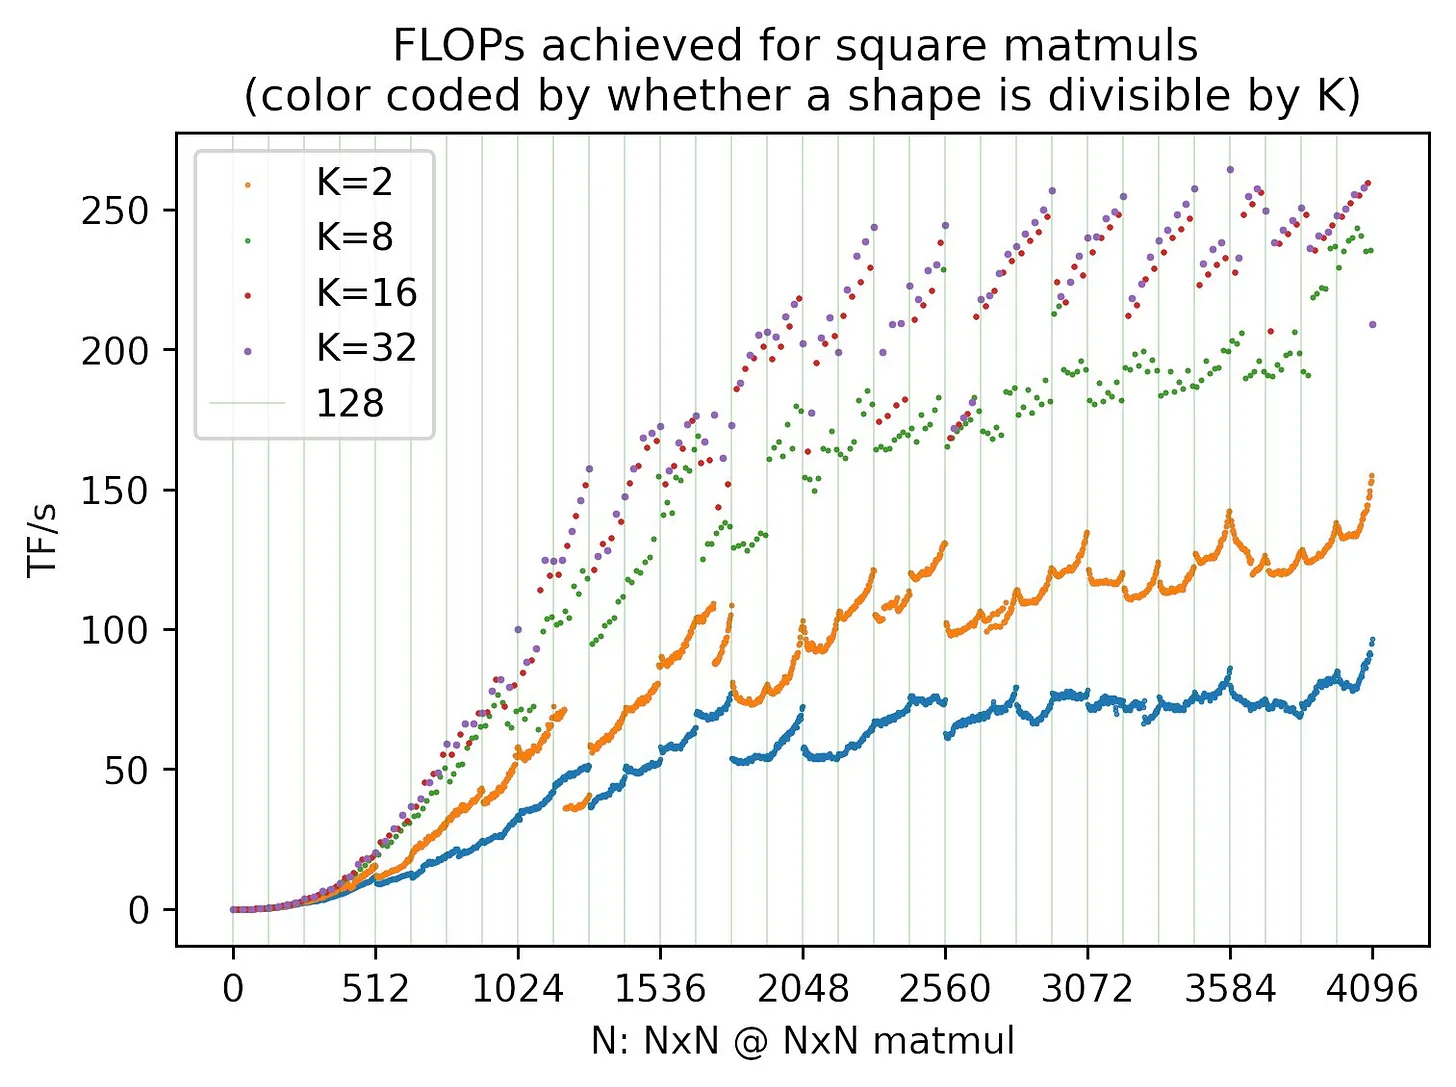 FLOPs achieved for square matmuls
(color coded by whether a shape is divisible by K)
K=2
K=8
K=16
K=32
128
250
200
150
100
50
0
TF/s
0 512 1024 1536 2048 2560 3072 3584 4096
N: NxN @ NxN matmul